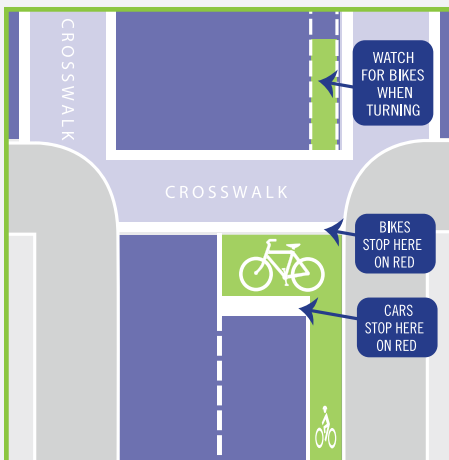 CROSSWALK
WATCH
FOR BIKES
WHEN
TURNING
CROSSWALK
BIKES
STOP HERE
ON RED
CARS
STOP HERE
ON RED